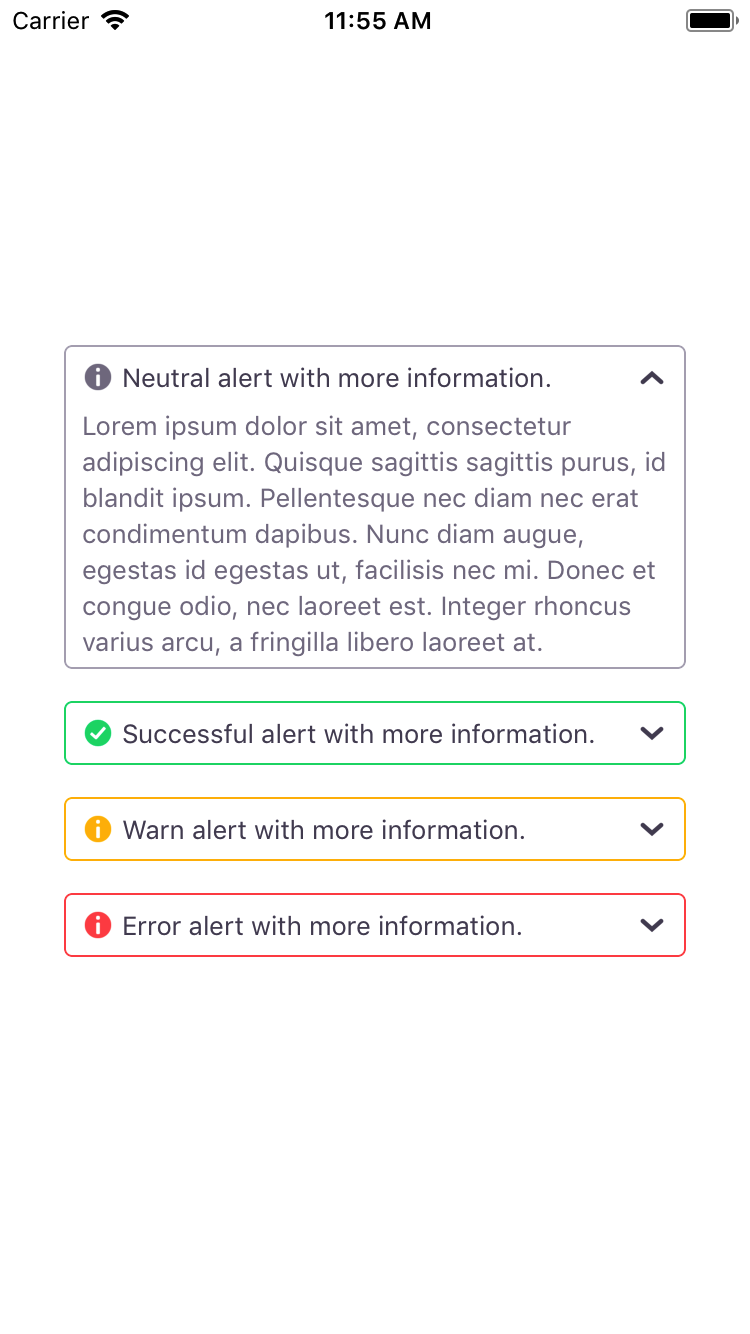 Carrier 11:55 AM
Neutral alert with more information.
Lorem ipsum dolor sit amet, consectetur
adipiscing elit. Quisque sagittis sagittis purus, id
blandit ipsum. Pellentesque nec diam nec erat
condimentum dapibus. Nunc diam augue,
egestas id egestas ut, facilisis nec mi. Donec et
congue odio, nec laoreet est. Integer rhoncus
varius arcu, a fringilla libero laoreet at.
Successful alert with more information.
Warn alert with more information.
Error alert with more information.